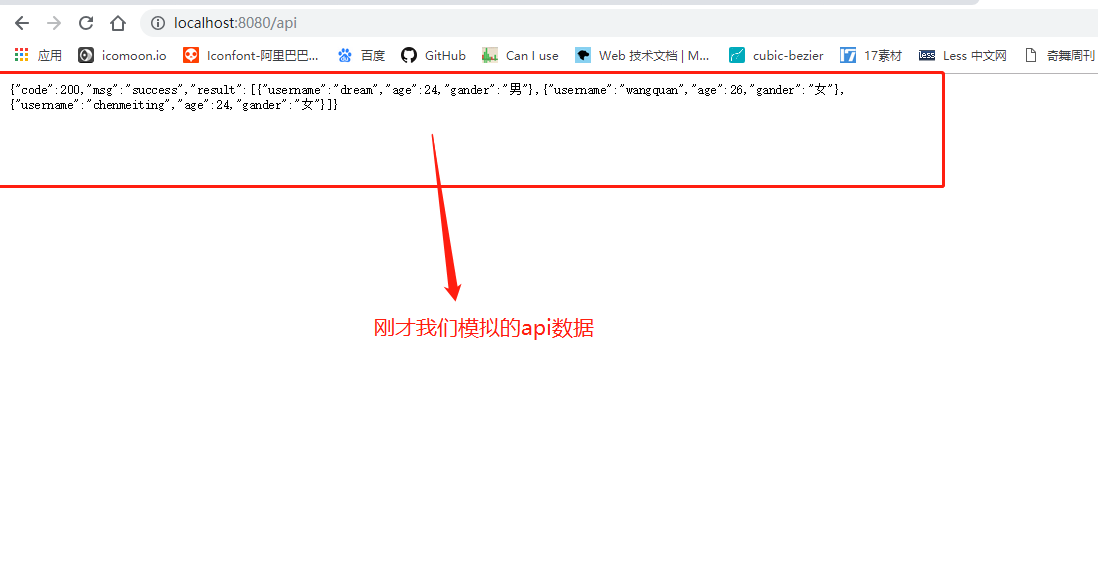 localhost:8080/api
应用 icomoon.io Iconfont-阿里巴巴... 百度 GitHub Can I use Web 技术文档 | M... cubic-bezier 17素材 Less 中文网 奇舞周刊
{"code":200,"msg":"success","result":[{"username":"dream","age":24,"gander":"男"},{"username":"wangquan","age":26,"gander":"女"},
{"username":"chenmeiting","age":24,"gander":"女"}]}
刚才我们模拟的api数据